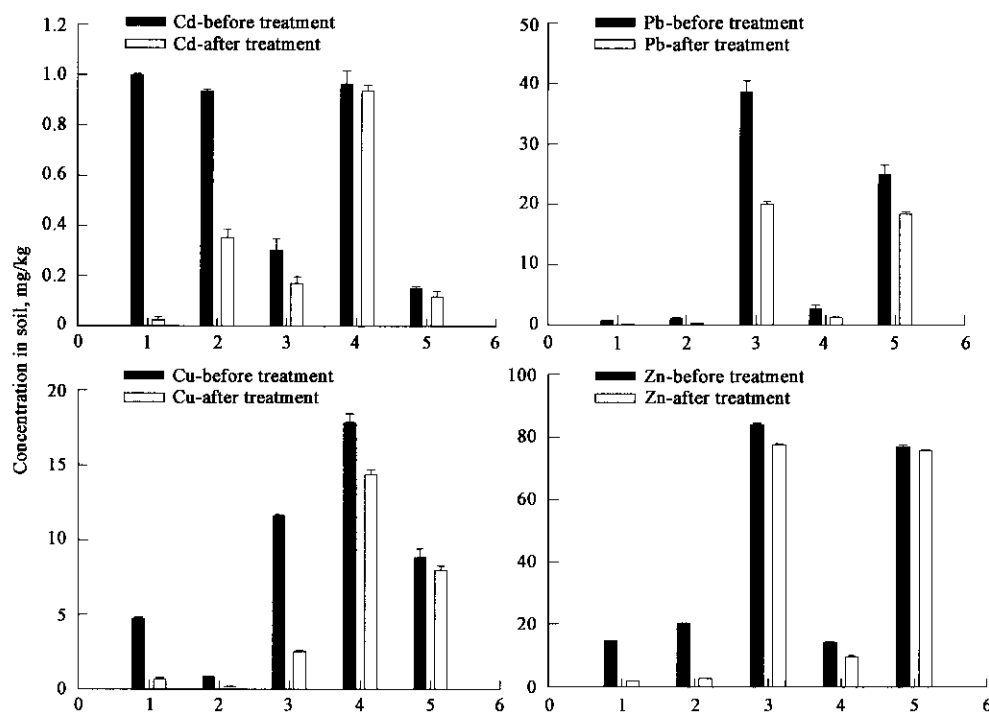 Concentration in soil, mg/kg
Cd-before treatment
Cd-after treatment
1.2
1.0
0.8
0.6
0.4
0.2
0
0 1 2 3 4 5 6
Pb-before treatment
Pb-after treatment
50
40
30
20
10
0
0 1 2 3 4 5 6
Cu-before treatment
Cu-after treatment
20
15
10
5
0
0 1 2 3 4 5 6
Zn-before treatment
Zn-after treatment
100
80
60
40
20
0
0 1 2 3 4 5 6